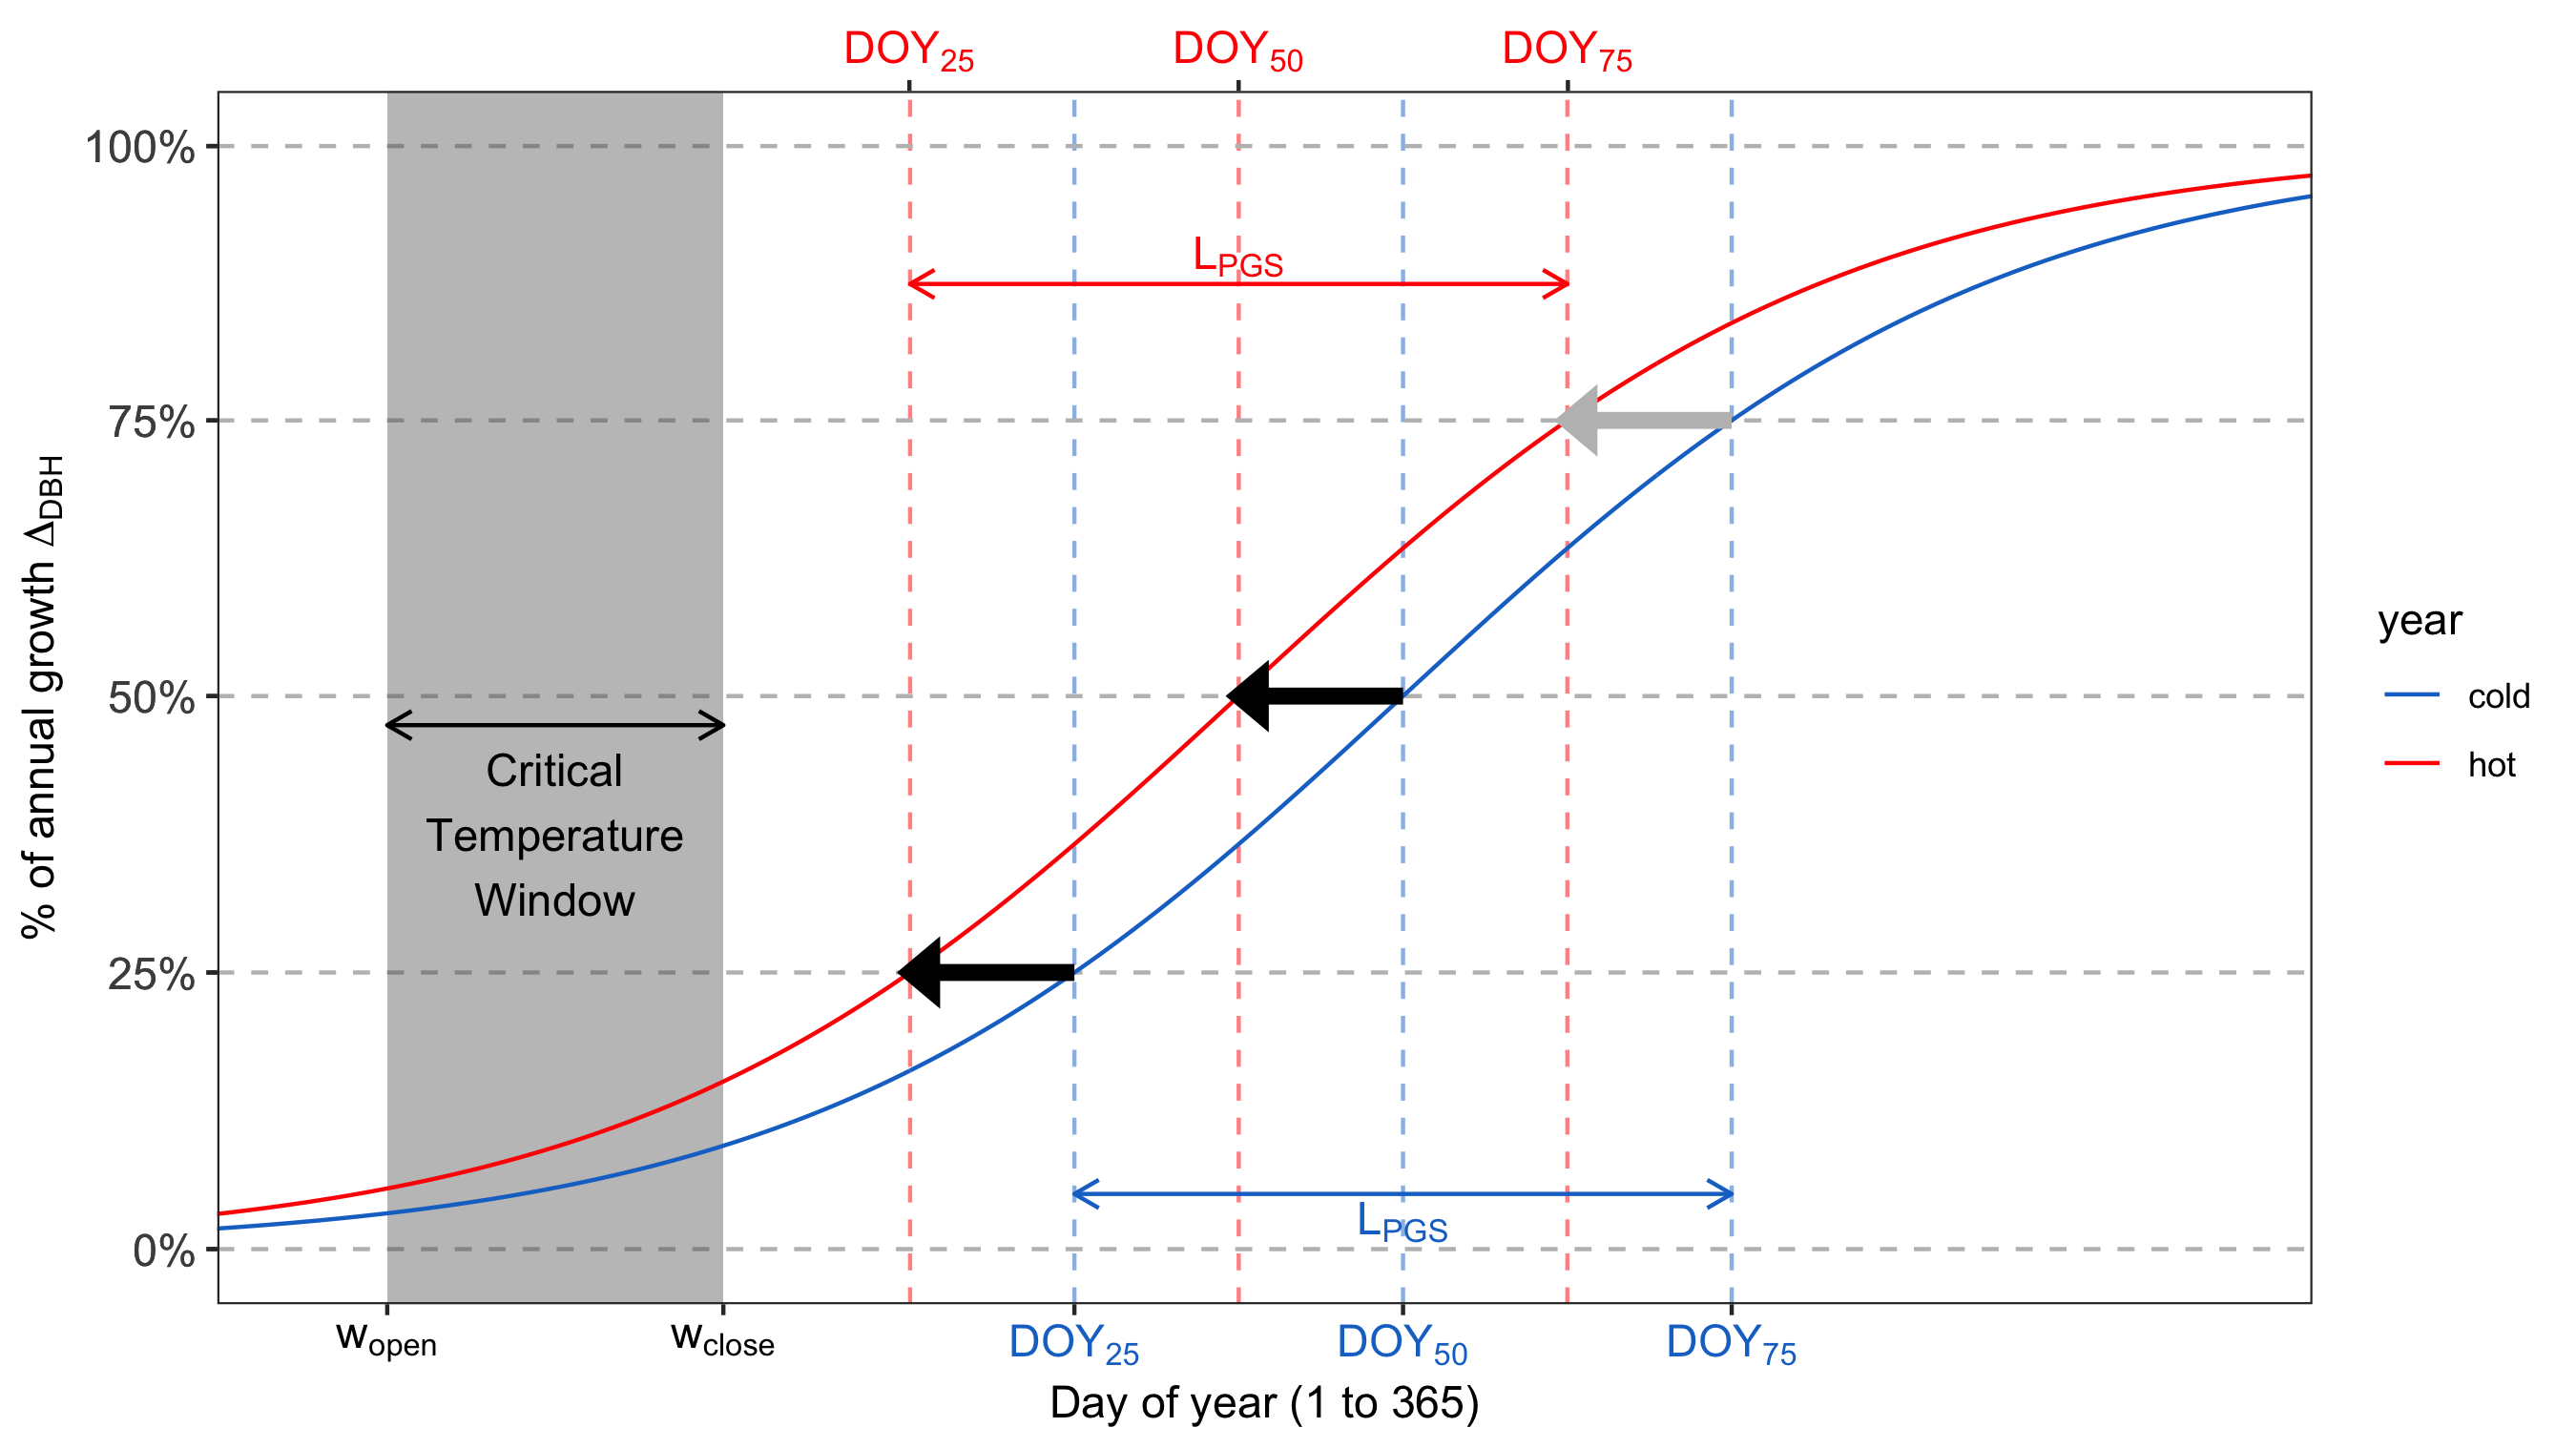 DOY25 DOY50 DOY75
100%
LPGS
75%
% of annual growth ΔDBH
year
50%
cold
hot
Critical
Temperature
Window
25%
LPGS
0%
wopen wclose DOY25 DOY50 DOY75
Day of year (1 to 365)